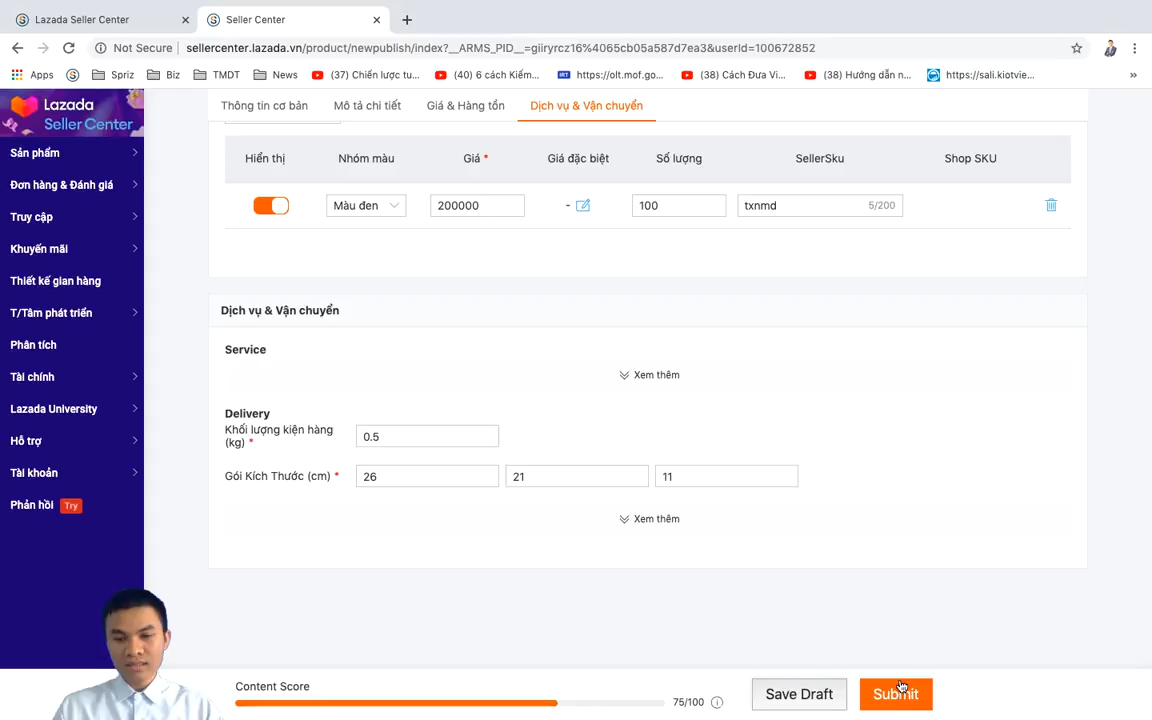 Lazada Seller Center
Seller Center
Not Secure sellercenter.lazada.vn/product/newpublish/index?__ARMS_PID__=giiryrcz16%4065cb05a587d7ea3&userId=100672852
Apps Spriz Biz TMDT News (37) Chiến lược tu... (40) 6 cách Kiếm... https://olt.mof.go... (38) Cách Đưa Vi... (38) Hướng dẫn n... https://sali.kiotvie...
Lazada
Seller Center
Thông tin cơ bản Mô tả chi tiết Giá & Hàng tồn Dịch vụ & Vận chuyển
Sản phẩm
Đơn hàng & Đánh giá
Truy cập
Khuyến mãi
Thiết kế gian hàng
T/Tâm phát triển
Phân tích
Tài chính
Lazada University
Hỗ trợ
Tài khoản
Phản hồi Try
Hiển thị Nhóm màu Giá * Giá đặc biệt Số lượng SellerSku Shop SKU
Màu đen 200000 - 100 txnmd 5/200
Dịch vụ & Vận chuyển
Service
Xem thêm
Delivery
Khối lượng kiện hàng
(kg) * 0.5
Gói Kích Thước (cm) * 26 21 11
Xem thêm
Content Score
75/100
Save Draft
Submit